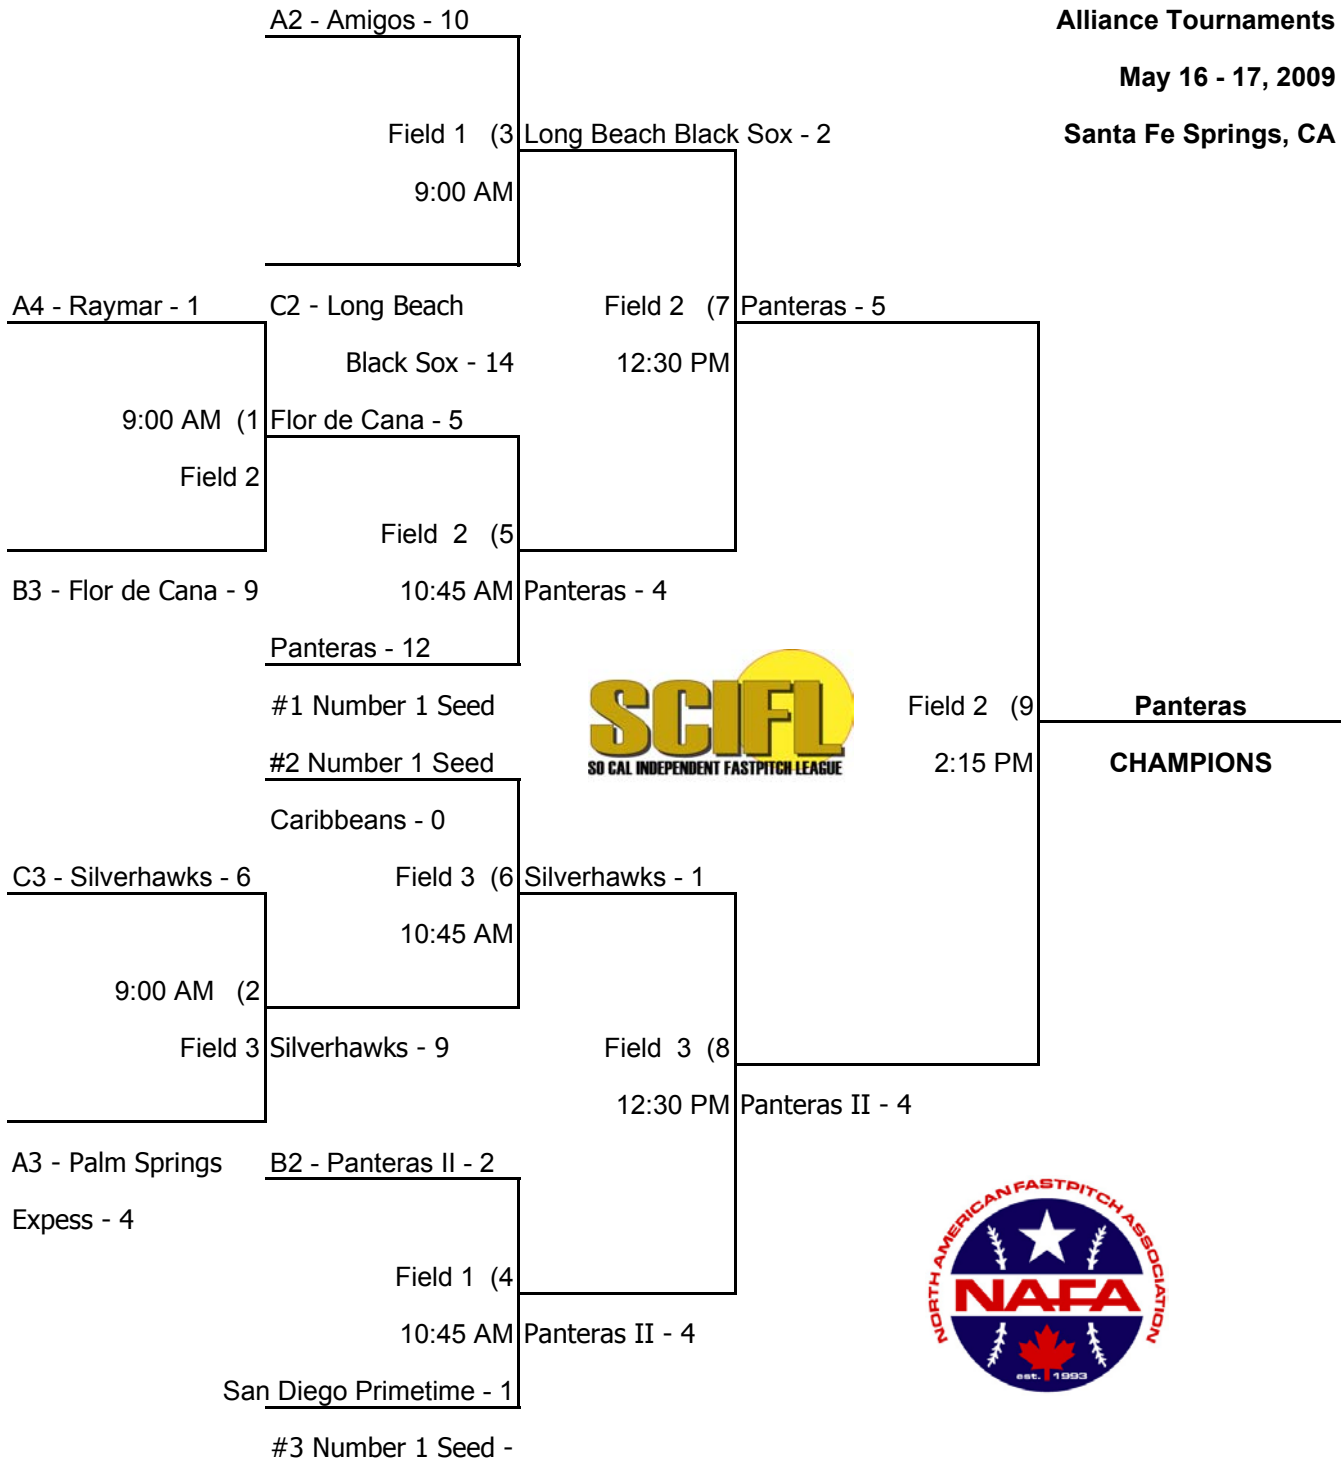 A2 - Amigos - 10
Alliance Tournaments
May 16 - 17, 2009
Field 1 (3 Long Beach Black Sox - 2
Santa Fe Springs, CA
9:00 AM
A4 - Raymar - 1
C2 - Long Beach
Field 2 (7 Panteras - 5
Black Sox - 14
12:30 PM
9:00 AM (1 Flor de Cana - 5
Field 2
Field 2 (5
B3 - Flor de Cana - 9
10:45 AM Panteras - 4
Panteras - 12
#1 Number 1 Seed
SCIFL
SO CAL INDEPENDENT FASTPITCH LEAGUE
Field 2 (9 Panteras
#2 Number 1 Seed
2:15 PM CHAMPIONS
Caribbeans - 0
C3 - Silverhawks - 6
Field 3 (6 Silverhawks - 1
10:45 AM
9:00 AM (2
Field 3 Silverhawks - 9
Field 3 (8
12:30 PM Panteras II - 4
A3 - Palm Springs
B2 - Panteras II - 2
Expess - 4
NORTH AMERICAN FASTPITCH ASSOCIATION
NAFA
est. 1993
Field 1 (4
10:45 AM Panteras II - 4
San Diego Primetime - 1
#3 Number 1 Seed -